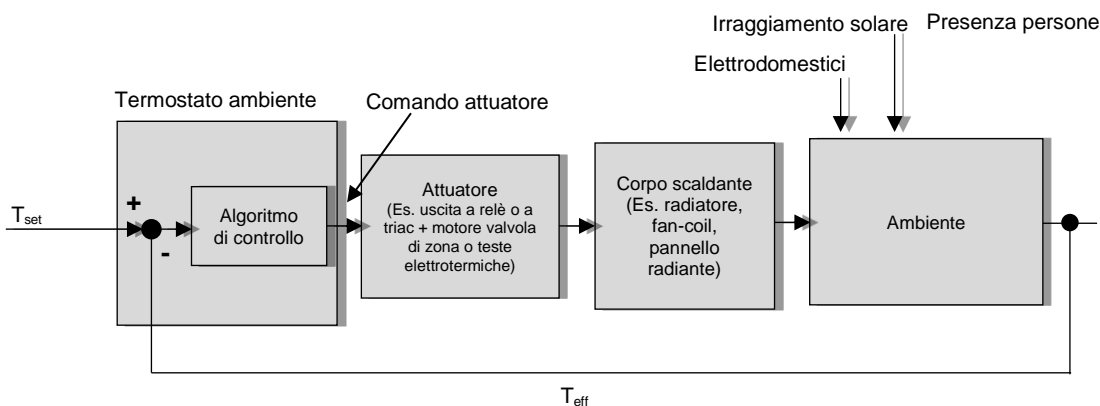 Irraggiamento solare
Presenza persone
Elettrodomestici
Termostato ambiente
Comando attuatore
T_set
+
-
Algoritmo
di controllo
Attuatore
(Es. uscita a relè o a
triac + motore valvola
di zona o teste
elettrotermiche)
Corpo scaldante
(Es. radiatore,
fan-coil,
pannello
radiante)
Ambiente
T_eff